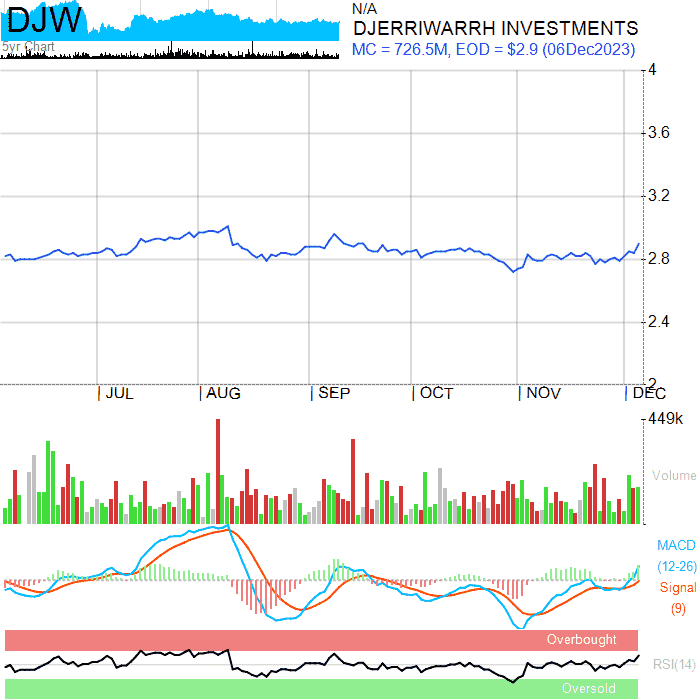 DJW
5yr Chart
N/A
DJERRIWARRH INVESTMENTS
MC = 726.5M, EOD = $2.9 (06Dec2023)
4
3.6
3.2
2.8
2.4
2
JUL
AUG
SEP
OCT
NOV
DEC
449k
Volume
MACD
(12-26)
Signal
(9)
Overbought
RSI(14)
Oversold